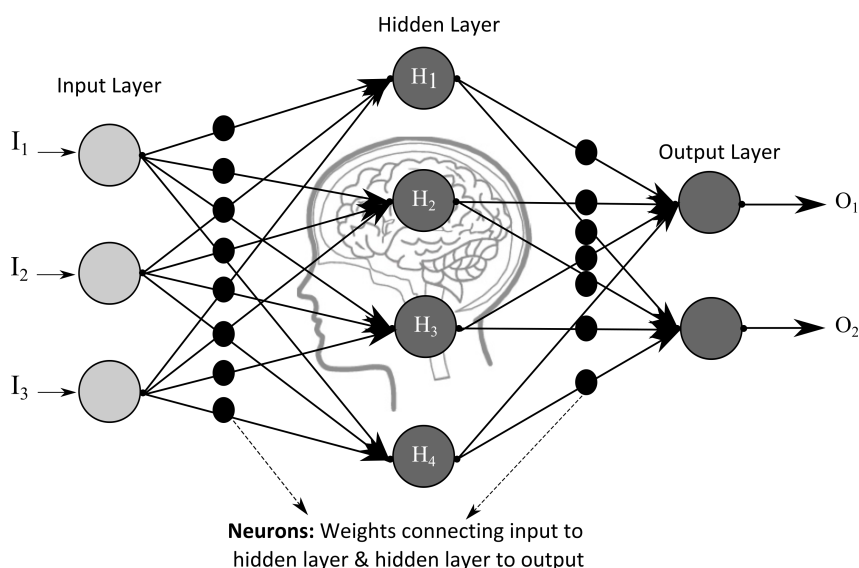 Hidden Layer
Input Layer
Output Layer
I₁
I₂
I₃
H1
H₂
H₃
H₄
O₁
O₂
Neurons: Weights connecting input to
hidden layer & hidden layer to output